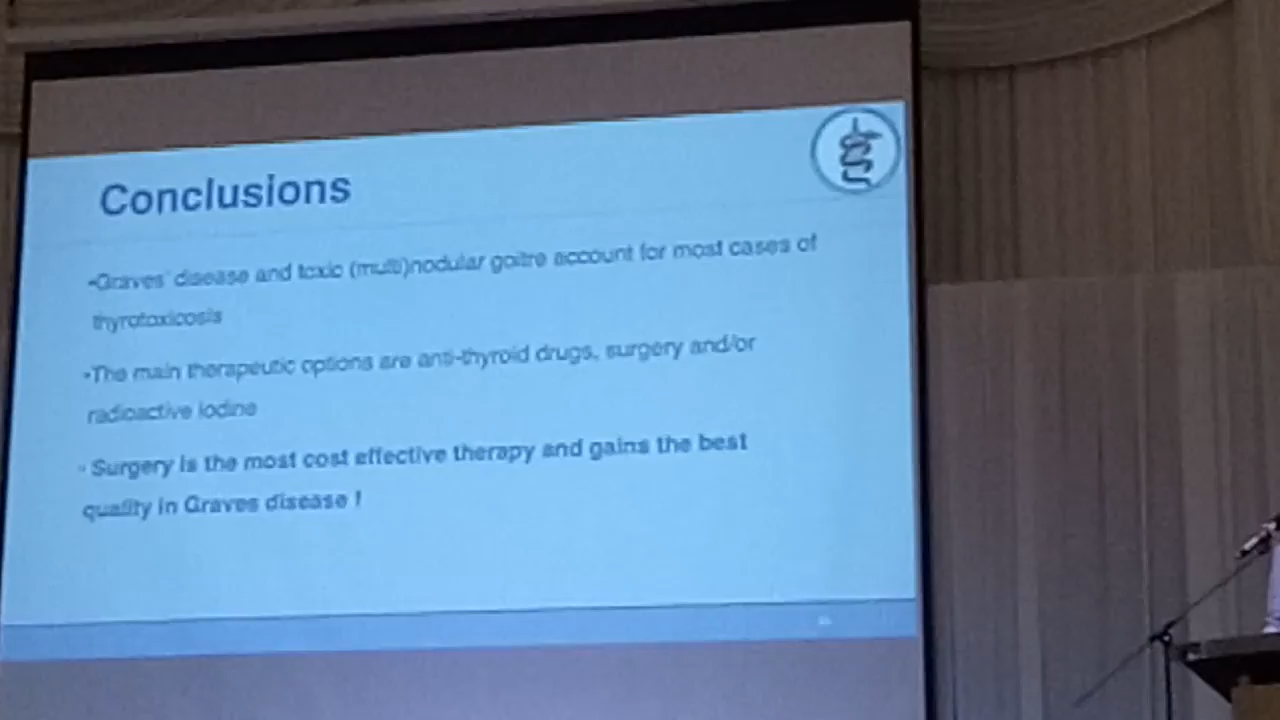 Conclusions
•Graves' disease and toxic (multi)nodular goitre account for most cases of
thyrotoxicosis
•The main therapeutic options are anti-thyroid drugs, surgery and/or
radioactive iodine
• Surgery is the most cost effective therapy and gains the best
quality in Graves disease !